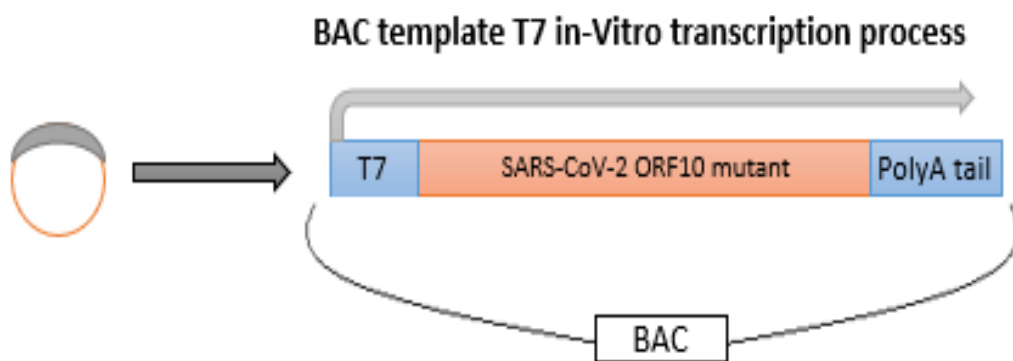 BAC template T7 in-Vitro transcription process
T7
SARS-CoV-2 ORF10 mutant
PolyA tail
BAC